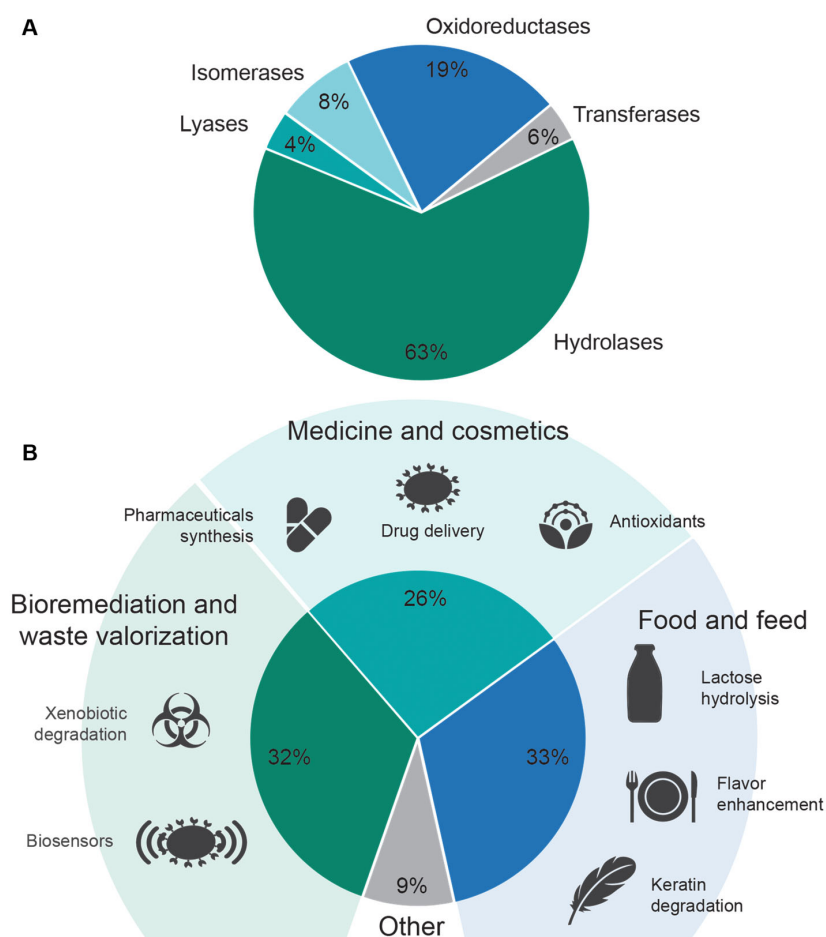 A
Oxidoreductases
19%
Isomerases
8%
Transferases
6%
Lyases
4%
63%
Hydrolases
B
Medicine and cosmetics
Pharmaceuticals
synthesis
Drug delivery
Antioxidants
26%
Bioremediation and
waste valorization
Xenobiotic
degradation
Biosensors
32%
Food and feed
Lactose
hydrolysis
Flavor
enhancement
Keratin
degradation
33%
9%
Other